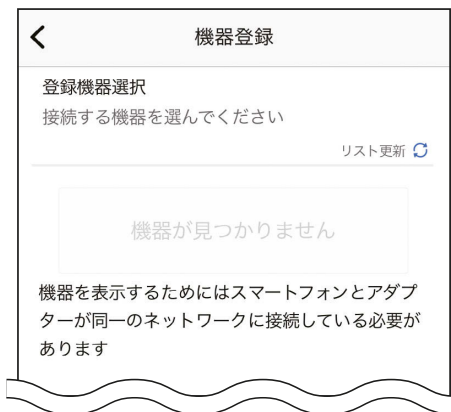 機器登録
登録機器選択
接続する機器を選んでください
リスト更新
機器が見つかりません
機器を表示するためにはスマートフォンとアダプ
ターが同一のネットワークに接続している必要が
あります